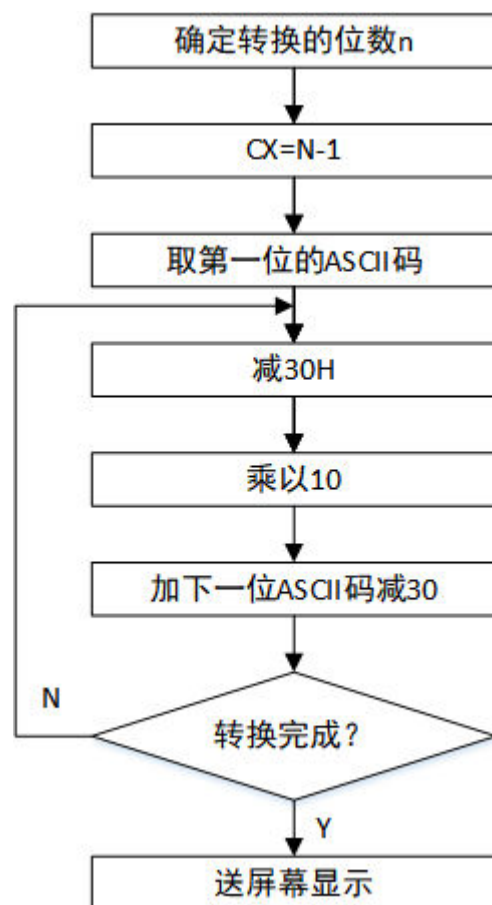 确定转换的位数n
CX=N-1
取第一位的ASCII码
减30H
乘以10
加下一位ASCII码减30
N
转换完成？
Y
送屏幕显示